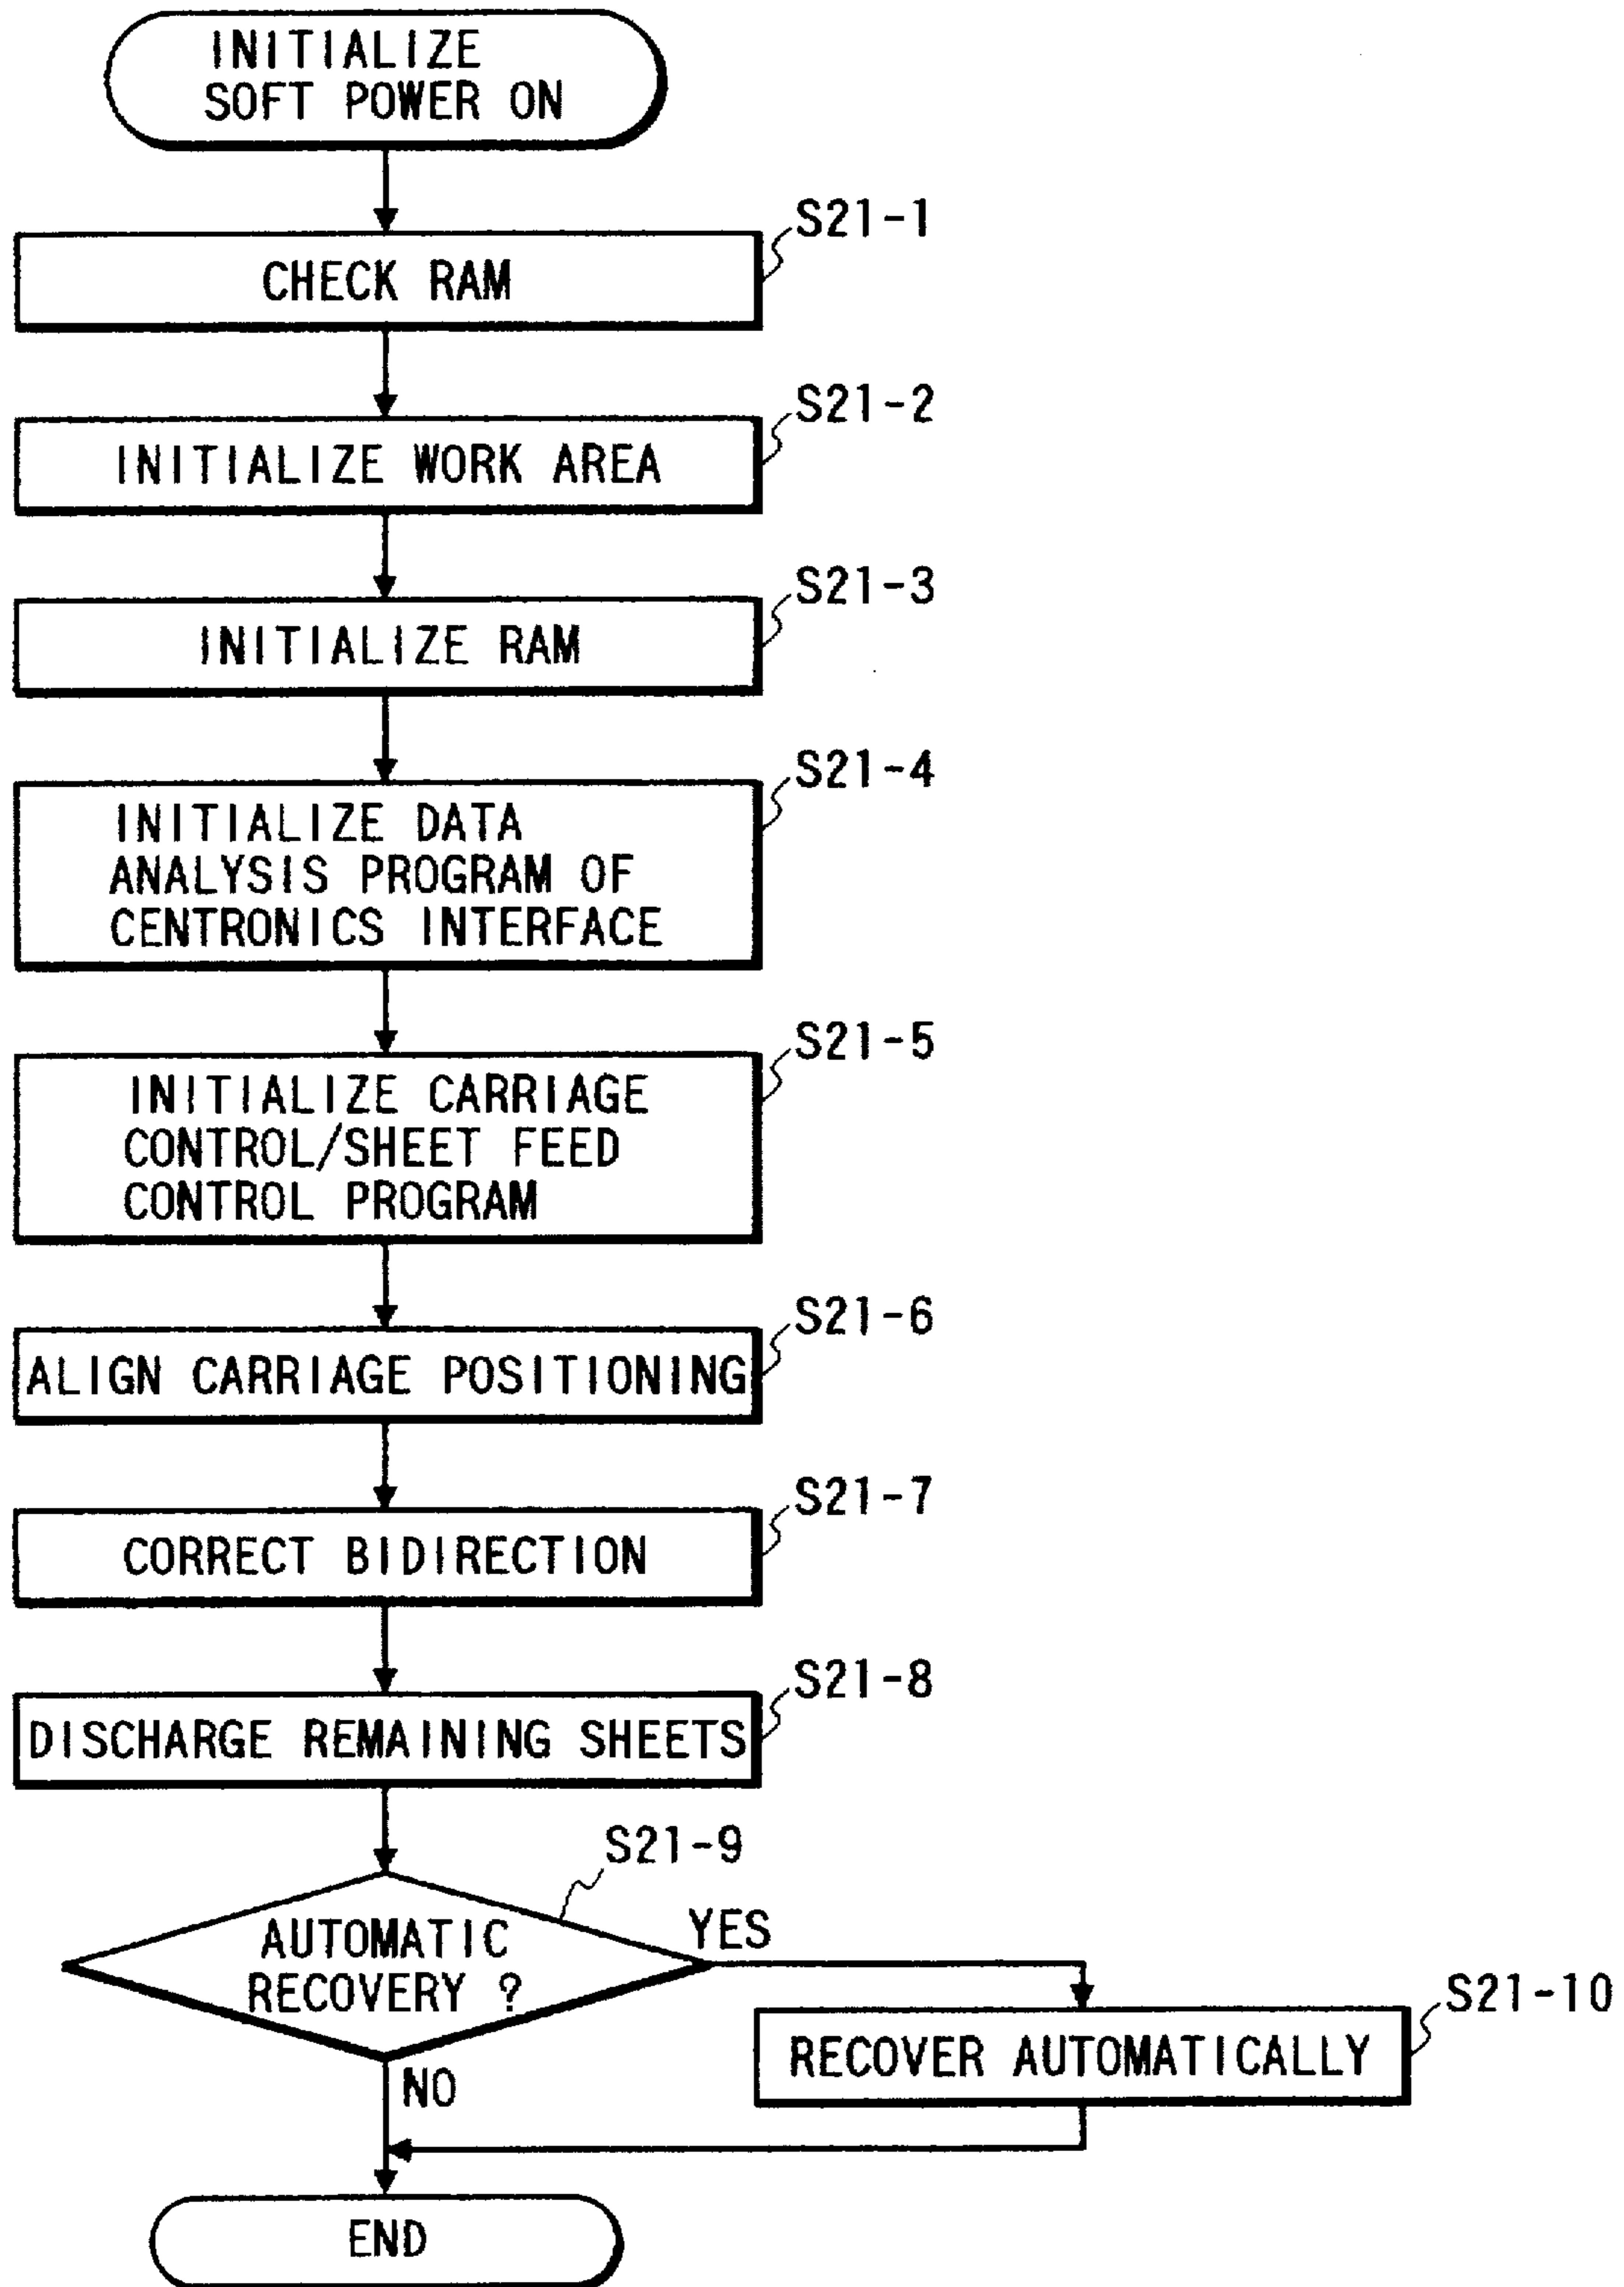 INITIALIZE
SOFT POWER ON
S21-1
CHECK RAM
S21-2
INITIALIZE WORK AREA
S21-3
INITIALIZE RAM
S21-4
INITIALIZE DATA
ANALYSIS PROGRAM OF
CENTRONICS INTERFACE
S21-5
INITIALIZE CARRIAGE
CONTROL/SHEET FEED
CONTROL PROGRAM
S21-6
ALIGN CARRIAGE POSITIONING
S21-7
CORRECT BIDIRECTION
S21-8
DISCHARGE REMAINING SHEETS
S21-9
AUTOMATIC
RECOVERY ?
YES
S21-10
RECOVER AUTOMATICALLY
NO
END